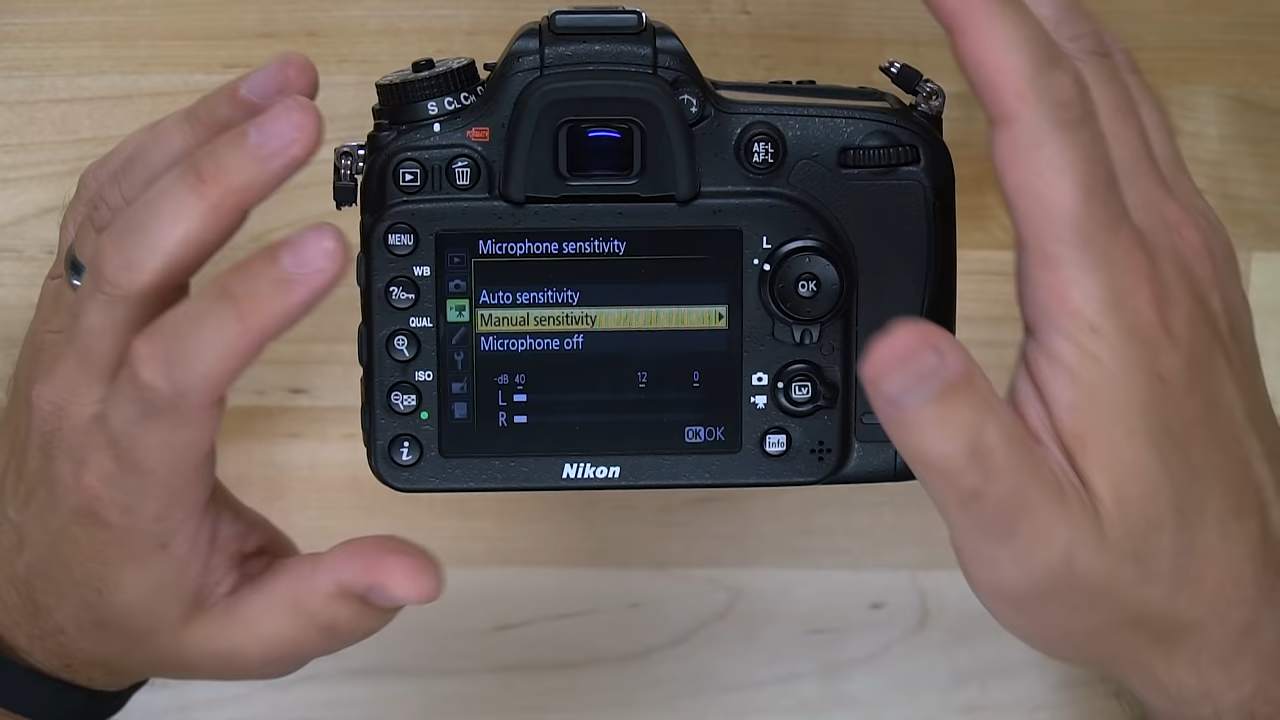 S CL CH
FORMAT
AE-L
AF-L
MENU
WB
?
QUAL
ISO
i
L
OK
Lv
info
Microphone sensitivity
Auto sensitivity
Manual sensitivity
Microphone off
-dB 40 12 0
L
R
OK OK
Nikon